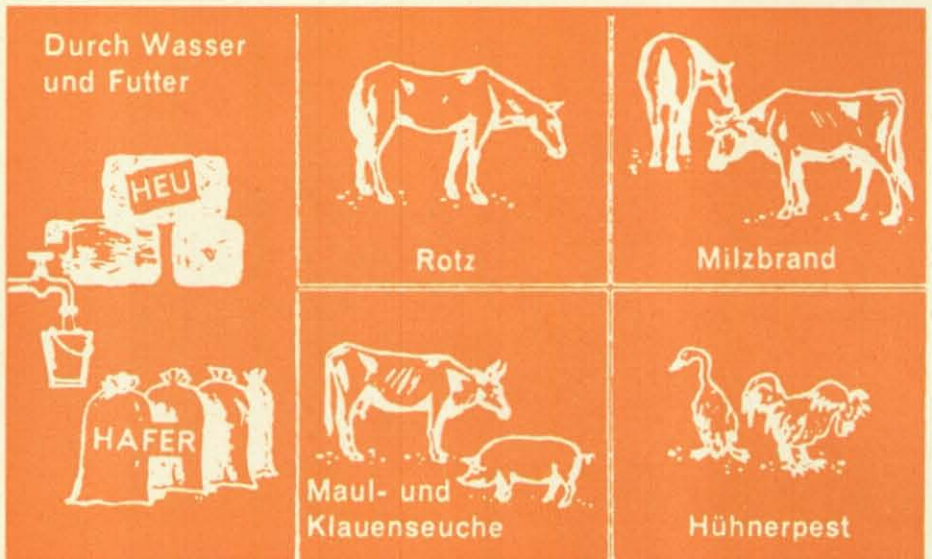 Durch Wasser
und Futter
HEU
HAFER
Rotz
Milzbrand
Maul- und
Klauenseuche
Hühnerpest